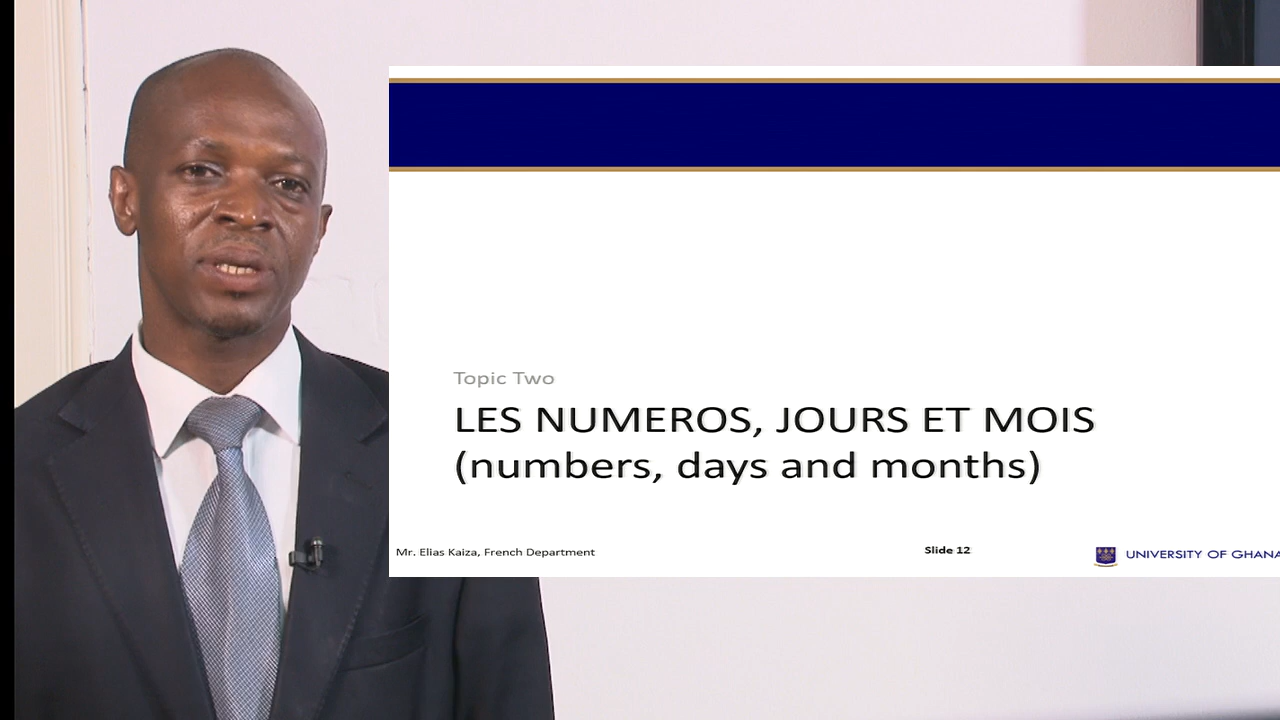 Topic Two
LES NUMEROS, JOURS ET MOIS
(numbers, days and months)
Mr. Elias Kaiza, French Department
Slide 12
UNIVERSITY OF GHANA